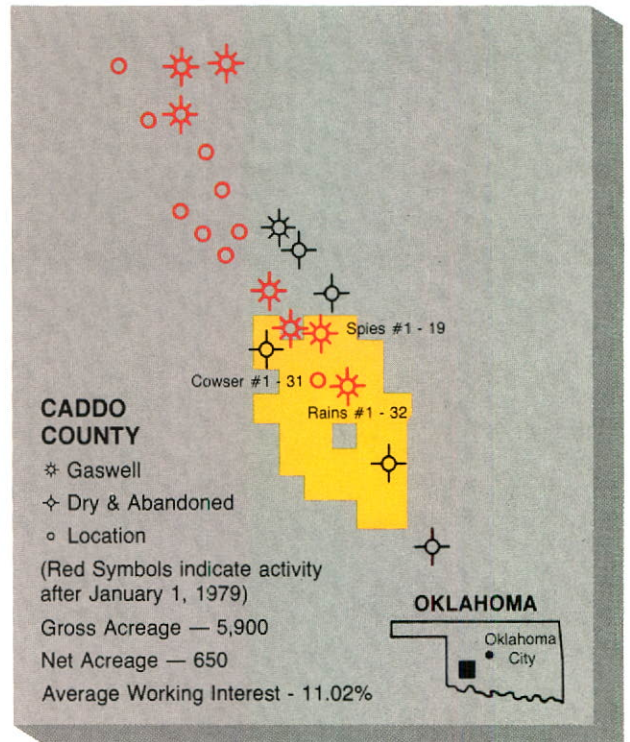 Spies #1 - 19
Cowser #1 - 31
Rains #1 - 32
CADDO
COUNTY
Gaswell
Dry & Abandoned
Location
(Red Symbols indicate activity
after January 1, 1979)
Gross Acreage — 5,900
Net Acreage — 650
Average Working Interest - 11.02%
OKLAHOMA
Oklahoma
City